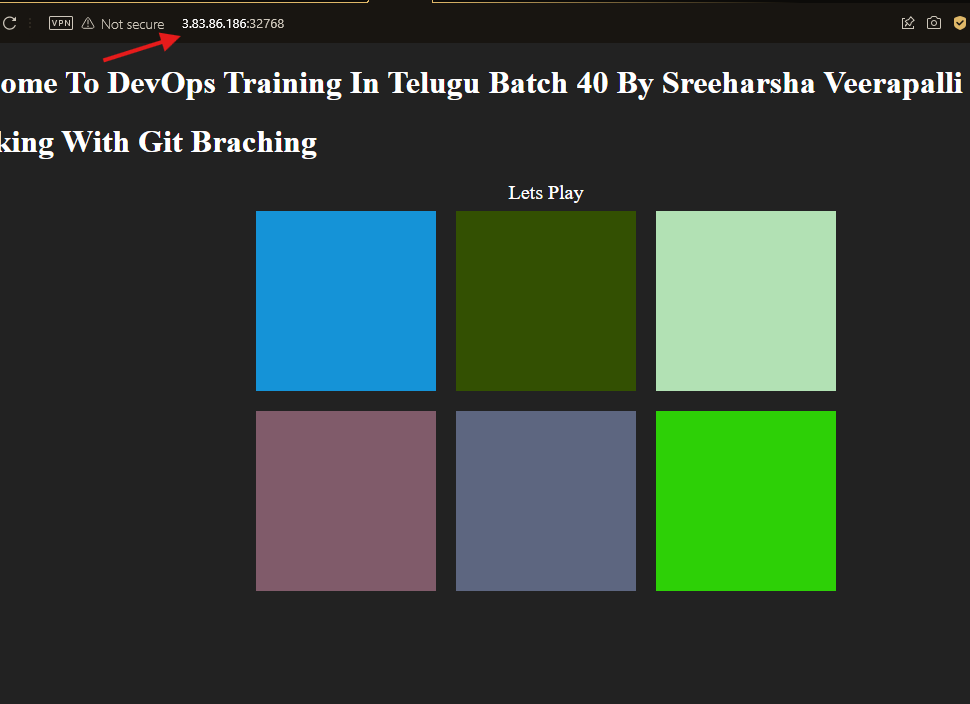 VPN Not secure 3.83.86.186:32768
ome To DevOps Training In Telugu Batch 40 By Sreeharsha Veerapalli
king With Git Braching
Lets Play